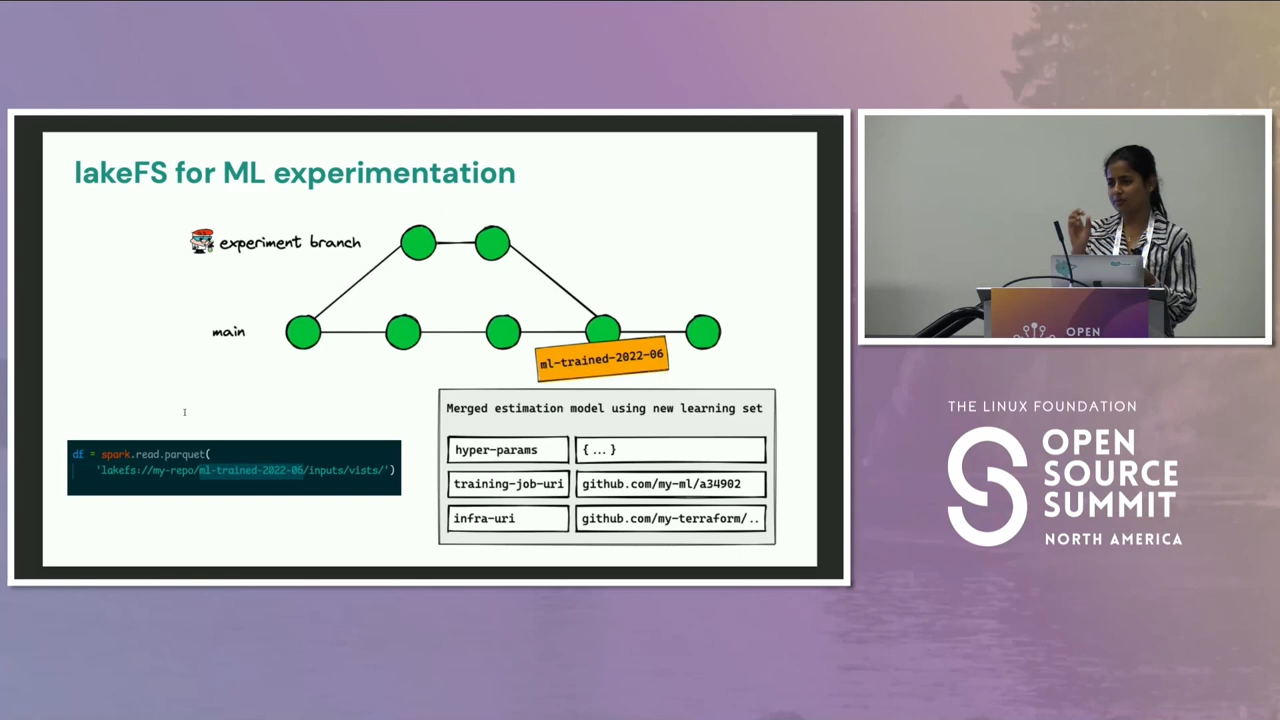 lakeFS for ML experimentation
experiment branch
main
ml-trained-2022-06
Merged estimation model using new learning set
hyper-params
{ ... }
training-job-uri
github.com/my-ml/a34902
infra-uri
github.com/my-terraform/..
df = spark.read.parquet(
'lakefs://my-repo/ml-trained-2022-06/inputs/vists/')
OPEN
THE LINUX FOUNDATION
OPEN
SOURCE
SUMMIT
NORTH AMERICA